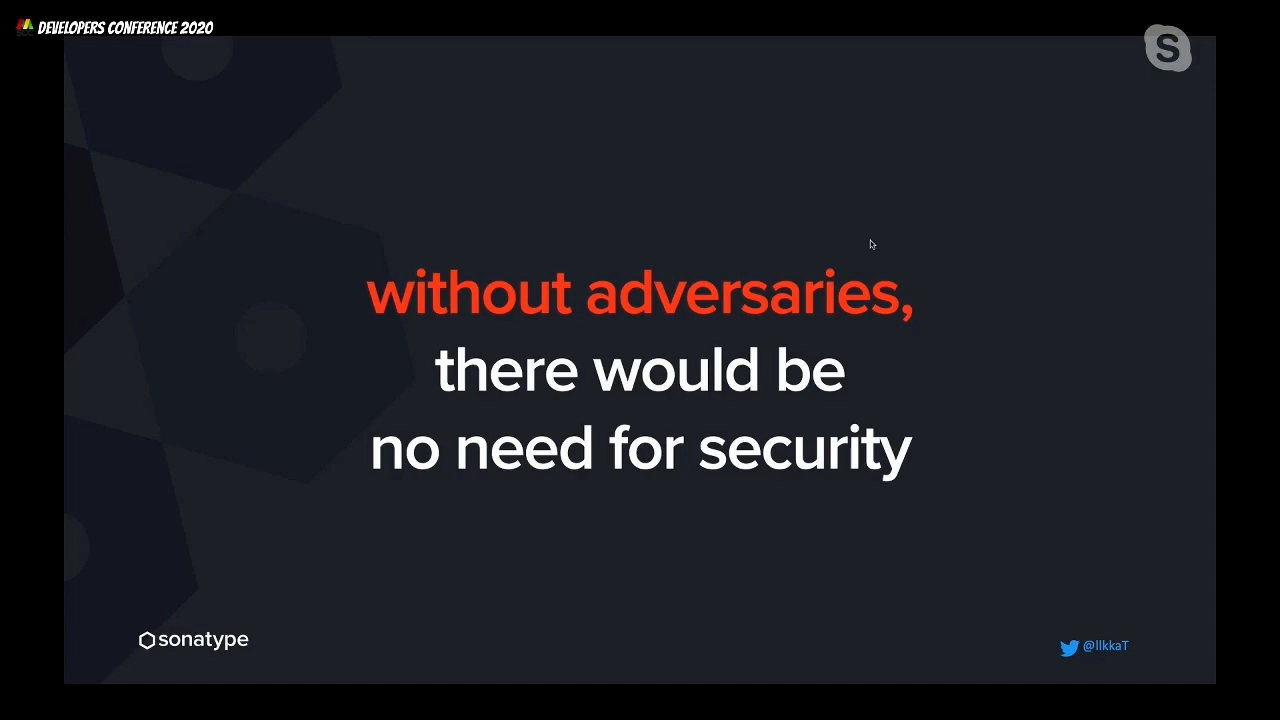 DEVELOPERS CONFERENCE 2020
S
without adversaries,
there would be
no need for security
sonatype
@IlkkaT